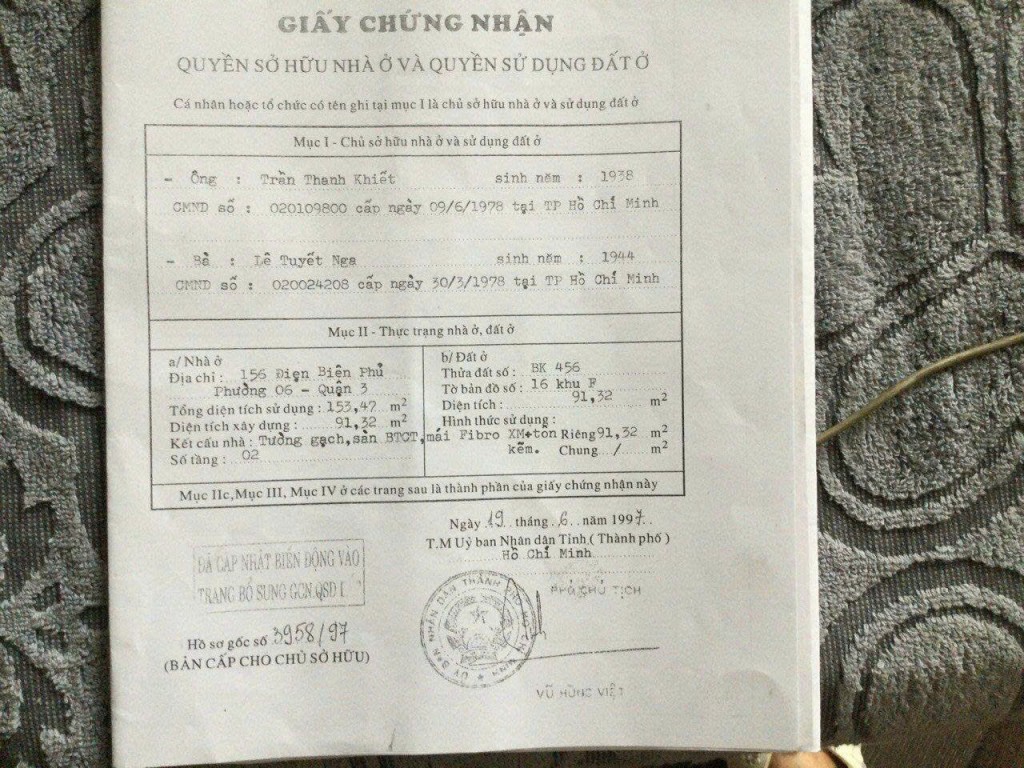 GIẤY CHỨNG NHẬN
QUYỀN SỞ HỮU NHÀ Ở VÀ QUYỀN SỬ DỤNG ĐẤT Ở
Cá nhân hoặc tổ chức có tên ghi tại mục I là chủ sở hữu nhà ở và sử dụng đất ở
Mục I - Chủ sở hữu nhà ở và sử dụng đất ở
- Ông : Trần Thanh Khiết sinh năm : 1938
CMND số : 020109800 cấp ngày 09/6/1978 tại TP Hồ Chí Minh
- Bà : Lê Tuyết Nga sinh năm : 1944
CMND số : 020024208 cấp ngày 30/3/1978 tại TP Hồ Chí Minh
Mục II - Thực trạng nhà ở, đất ở
a/ Nhà ở
Địa chỉ : 156 Điện Biên Phủ
Phường 06 - Quận 3
Tổng diện tích sử dụng : 153,47 m²
Diện tích xây dựng : 91,32 m²
Kết cấu nhà : Tường gạch, sàn BTCT, mái Fibro XM+tôn kẽm.
Số tầng : 02
b/ Đất ở
Thửa đất số : BK 456
Tờ bản đồ số : 16 khu F
Diện tích : 91,32 m²
Hình thức sử dụng :
Riêng 91,32 m²
Chung / m²
Mục IIc, Mục III, Mục IV ở các trang sau là thành phần của giấy chứng nhận này
Ngày 19 tháng 6 năm 1997
T.M Uỷ ban Nhân dân Tỉnh ( Thành phố )
Hồ Chí Minh
PHÓ CHỦ TỊCH
ĐÃ CẬP NHẬT BIẾN ĐỘNG VÀO
TRANG BỔ SUNG GCN.QSD
Hồ sơ gốc số 3958/97
(BẢN CẤP CHO CHỦ SỞ HỮU)
ỦY BAN NHÂN DÂN THÀNH PHỐ HỒ CHÍ MINH
VŨ HÙNG VIỆT